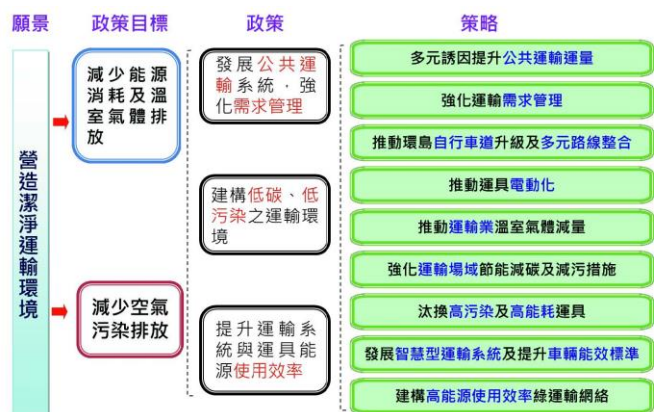 願景
政策目標
政策
策略
營造潔淨運輸環境
減少能源
消耗及溫
室氣體排
放
減少空氣
污染排放
發展公共運
輸系統，強
化需求管理
建構低碳、低
污染之運輸環
境
提升運輸系
統與運具能
源使用效率
多元誘因提升公共運輸運量
強化運輸需求管理
推動環島自行車道升級及多元路線整合
推動運具電動化
推動運輸業溫室氣體減量
強化運輸場域節能減碳及減污措施
汰換高污染及高能耗運具
發展智慧型運輸系統及提升車輛能效標準
建構高能源使用效率綠運輸網絡